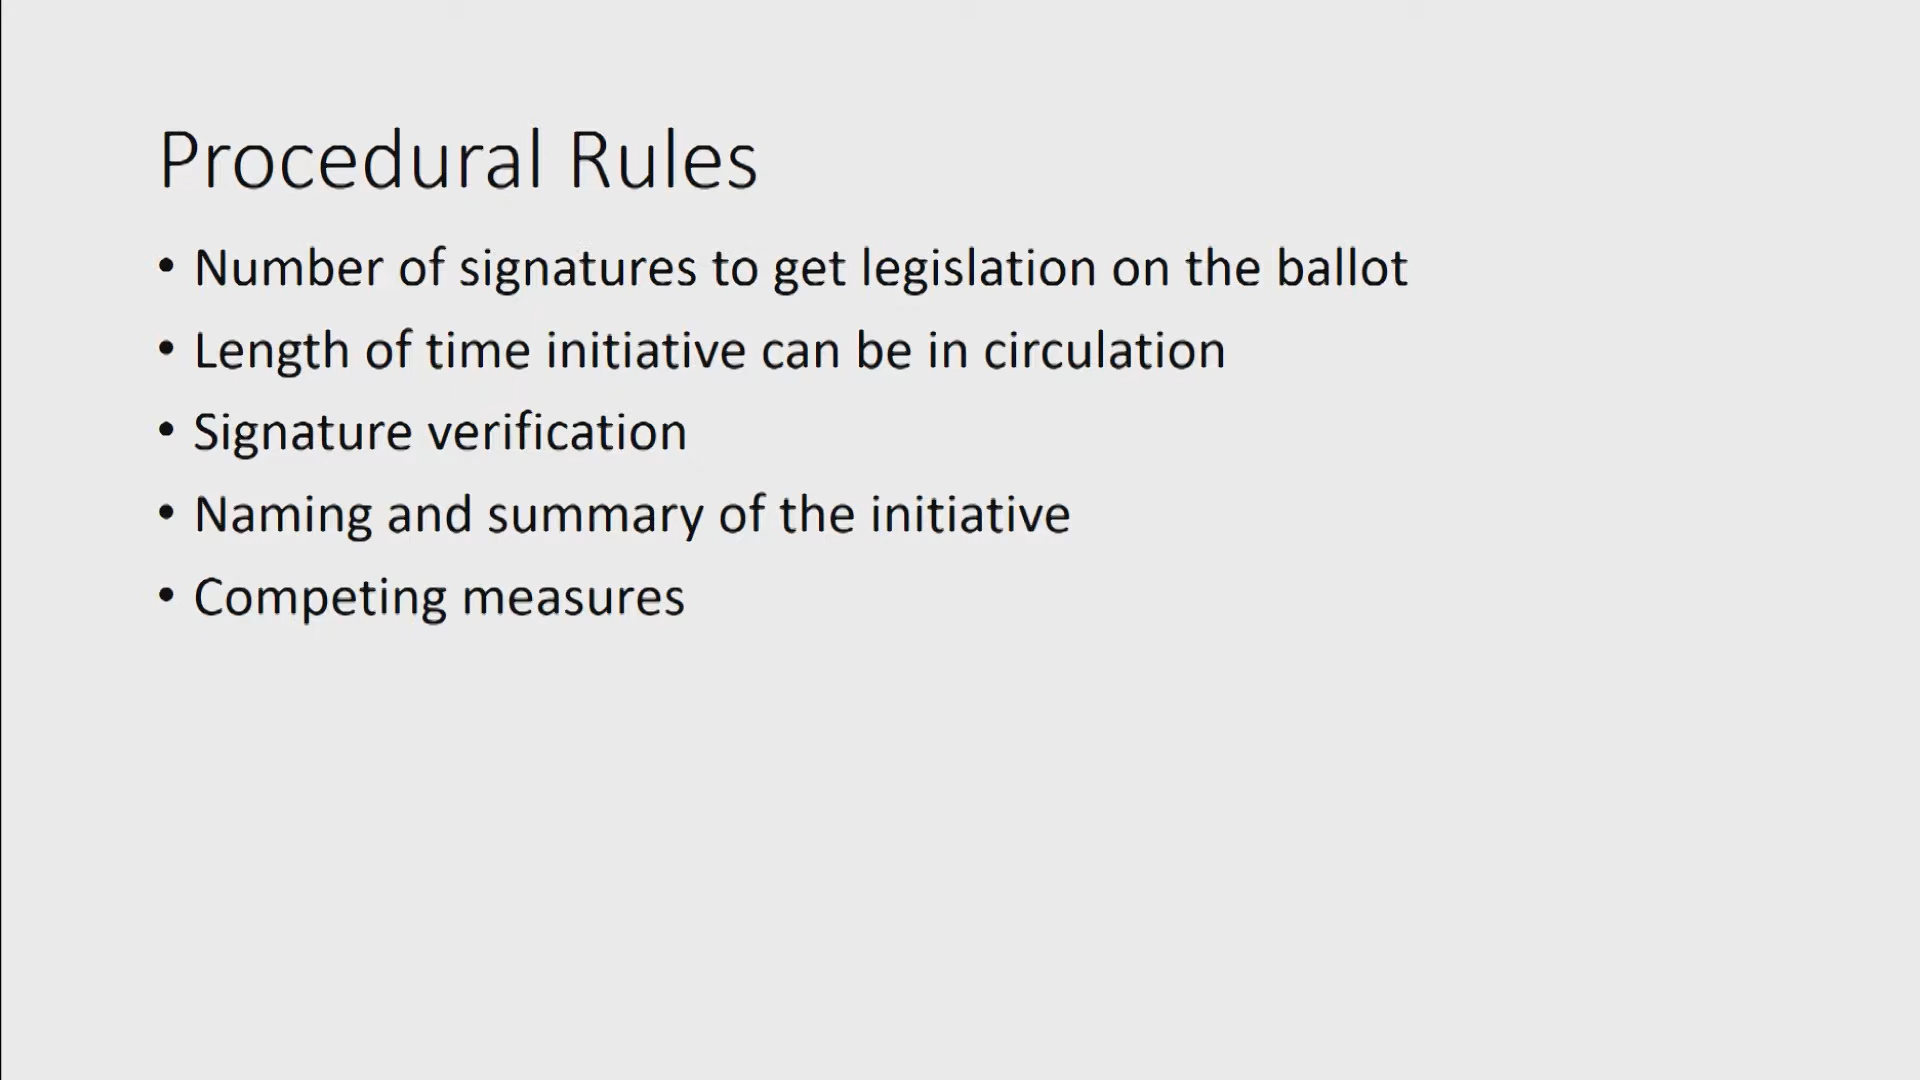 Procedural Rules
• Number of signatures to get legislation on the ballot
• Length of time initiative can be in circulation
• Signature verification
• Naming and summary of the initiative
• Competing measures